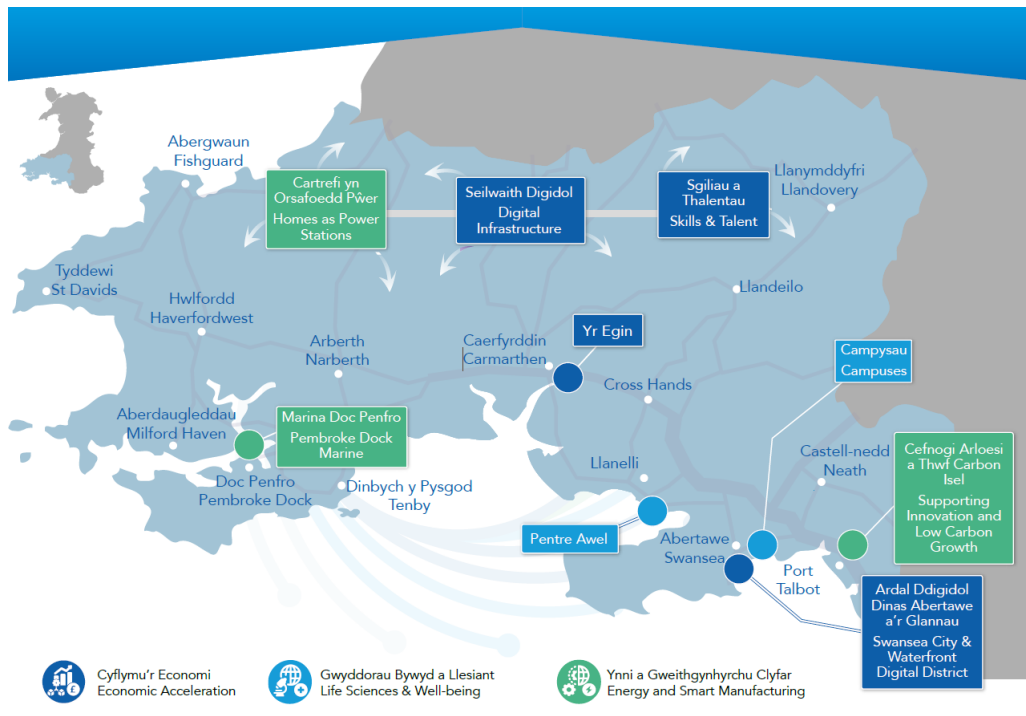 Abergwaun
Fishguard
Cartrefi yn
Orsafoedd Pŵer
Homes as Power
Stations
Seilwaith Digidol
Digital
Infrastructure
Sgiliau a
Thalentau
Skills & Talent
Llanymddyfri
Llandovery
Tyddewi
St Davids
Hwlfordd
Haverfordwest
Llandeilo
Arberth
Narberth
Caerfyrddin
Carmarthen
Yr Egin
Campysau
Campuses
Cross Hands
Aberdaugleddau
Milford Haven
Marina Doc Penfro
Pembroke Dock
Marine
Doc Penfro
Pembroke Dock
Dinbych y Pysgod
Tenby
Llanelli
Castell-nedd
Neath
Cefnogi Arloesi
a Thwf Carbon
Isel
Supporting
Innovation and
Low Carbon
Growth
Pentre Awel
Abertawe
Swansea
Port
Talbot
Ardal Ddigidol
Dinas Abertawe
a'r Glannau
Swansea City &
Waterfront
Digital District
Cyflymu'r Economi
Economic Acceleration
Gwyddorau Bywyd a Llesiant
Life Sciences & Well-being
Ynni a Gweithgynhyrchu Clyfar
Energy and Smart Manufacturing